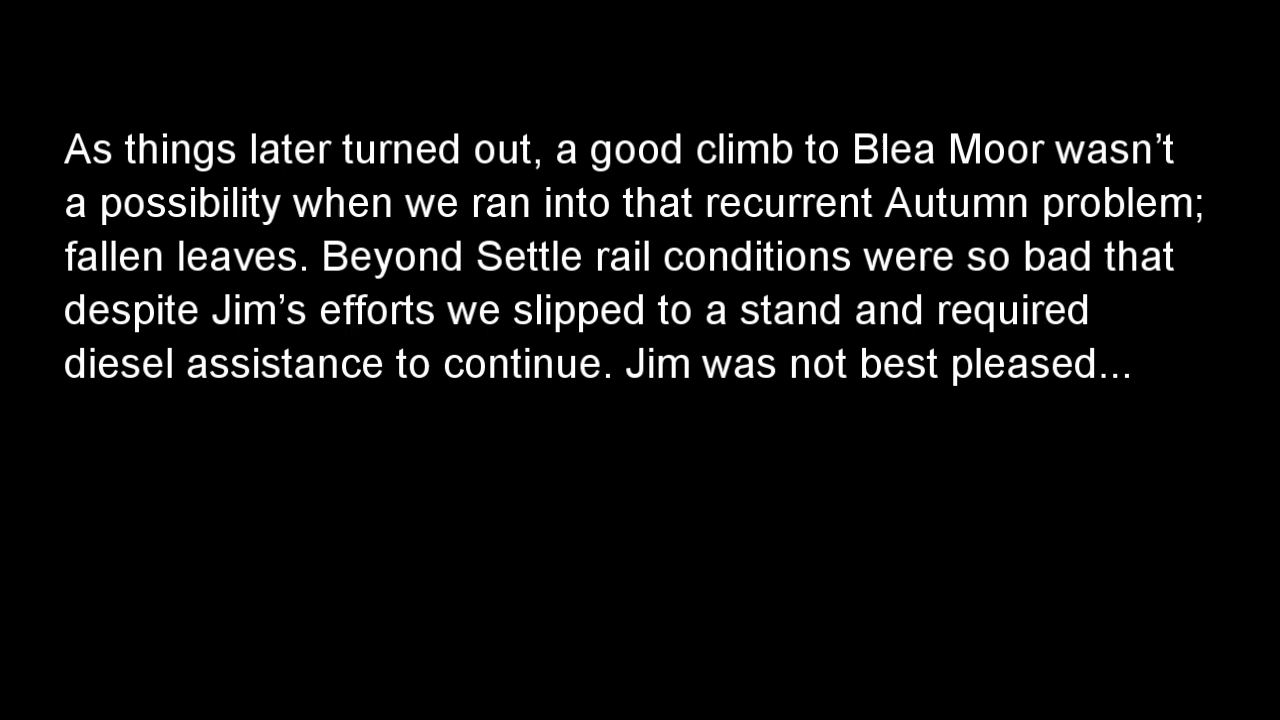 As things later turned out, a good climb to Blea Moor wasn’t
a possibility when we ran into that recurrent Autumn problem;
fallen leaves. Beyond Settle rail conditions were so bad that
despite Jim’s efforts we slipped to a stand and required
diesel assistance to continue. Jim was not best pleased...